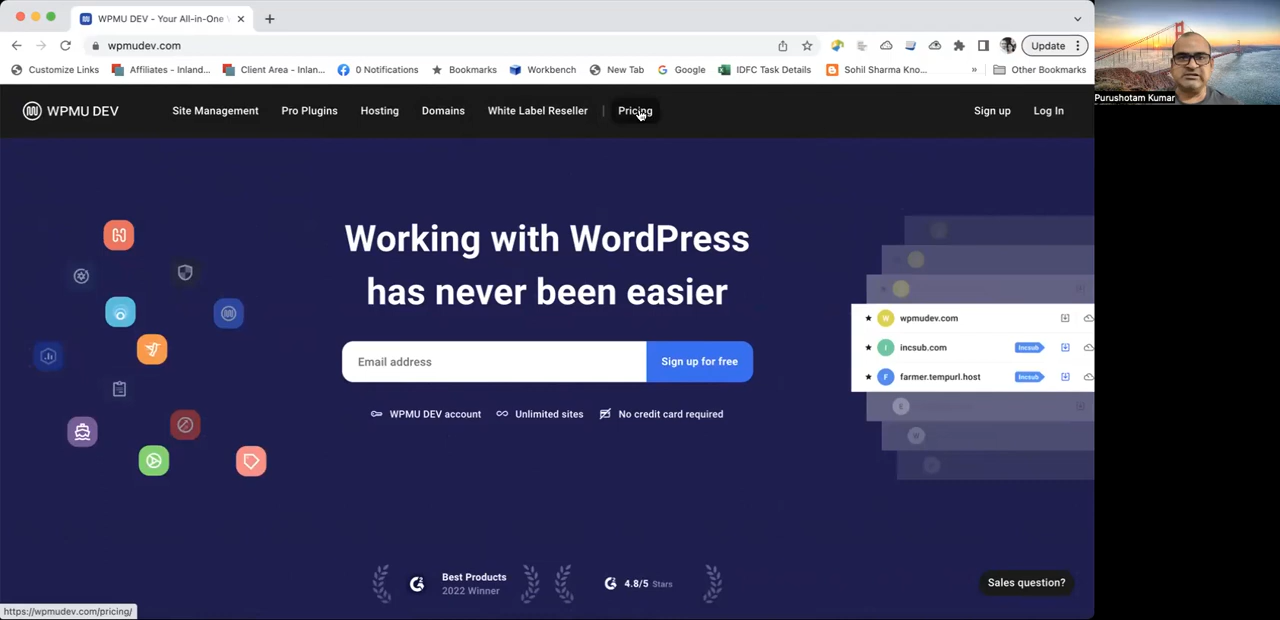 WPMU DEV - Your All-in-One
wpmudev.com
Update
Customize Links
Affiliates - Inland...
Client Area - Inlan...
0 Notifications
Bookmarks
Workbench
New Tab
Google
IDFC Task Details
Sohil Sharma Kno...
»
Other Bookmarks
Purushotam Kumar
WPMU DEV
Site Management
Pro Plugins
Hosting
Domains
White Label Reseller
Pricing
Sign up
Log In
Working with WordPress
has never been easier
Email address
Sign up for free
WPMU DEV account
Unlimited sites
No credit card required
wpmudev.com
incsub.com
Incsub
farmer.tempurl.host
Incsub
Best Products
2022 Winner
4.8/5 Stars
Sales question?
https://wpmudev.com/pricing/